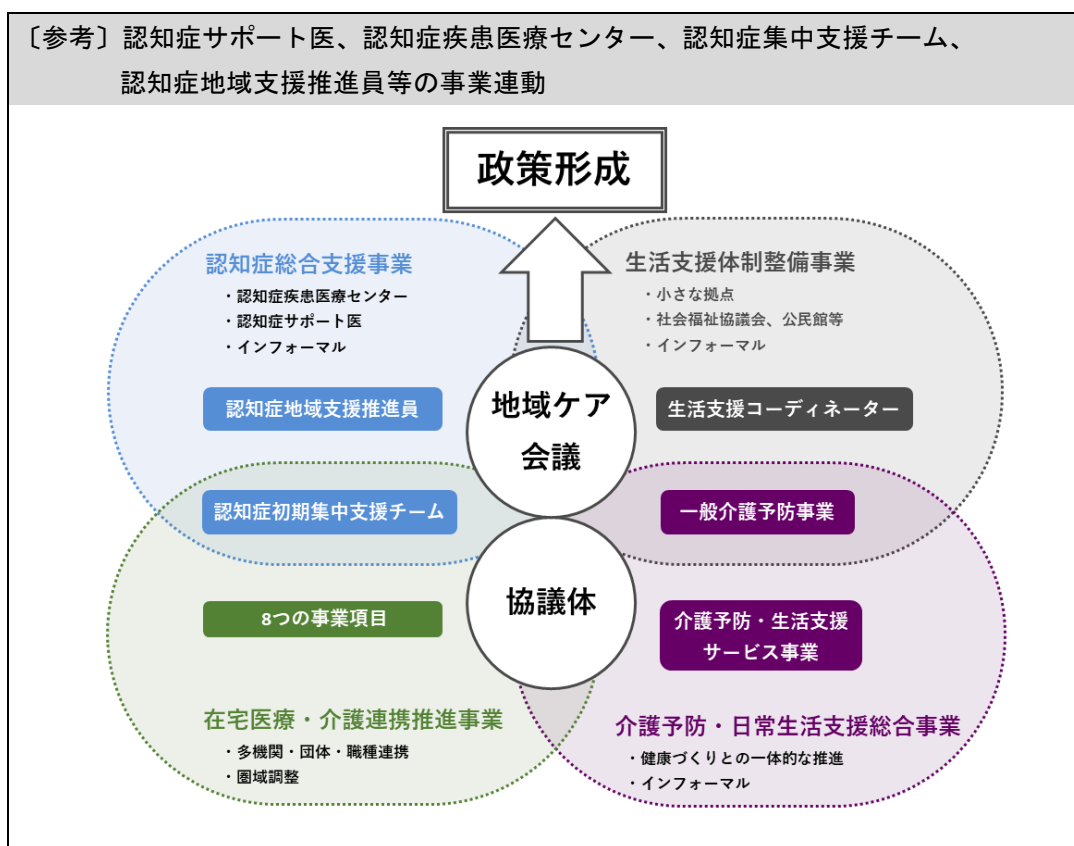 〔参考〕認知症サポート医、認知症疾患医療センター、認知症集中支援チーム、
認知症地域支援推進員等の事業連動
政策形成
認知症総合支援事業
・認知症疾患医療センター
・認知症サポート医
・インフォーマル
認知症地域支援推進員
生活支援体制整備事業
・小さな拠点
・社会福祉協議会、公民館等
・インフォーマル
生活支援コーディネーター
地域ケア
会議
認知症初期集中支援チーム
一般介護予防事業
協議体
8つの事業項目
介護予防・生活支援
サービス事業
在宅医療・介護連携推進事業
・多機関・団体・職種連携
・圏域調整
介護予防・日常生活支援総合事業
・健康づくりとの一体的な推進
・インフォーマル